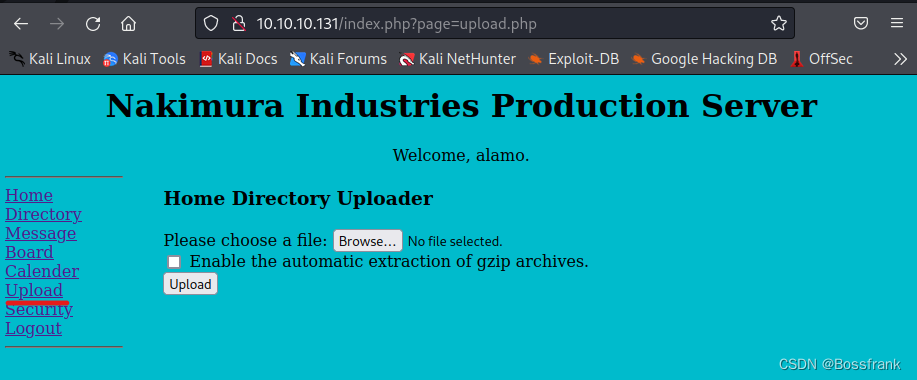 10.10.10.131/index.php?page=upload.php
Kali Linux Kali Tools Kali Docs Kali Forums Kali NetHunter Exploit-DB Google Hacking DB OffSec
Nakimura Industries Production Server
Welcome, alamo.
Home
Directory
Message
Board
Calender
Upload
Security
Logout
Home Directory Uploader
Please choose a file: Browse... No file selected.
Enable the automatic extraction of gzip archives.
Upload
CSDN @Bossfrank